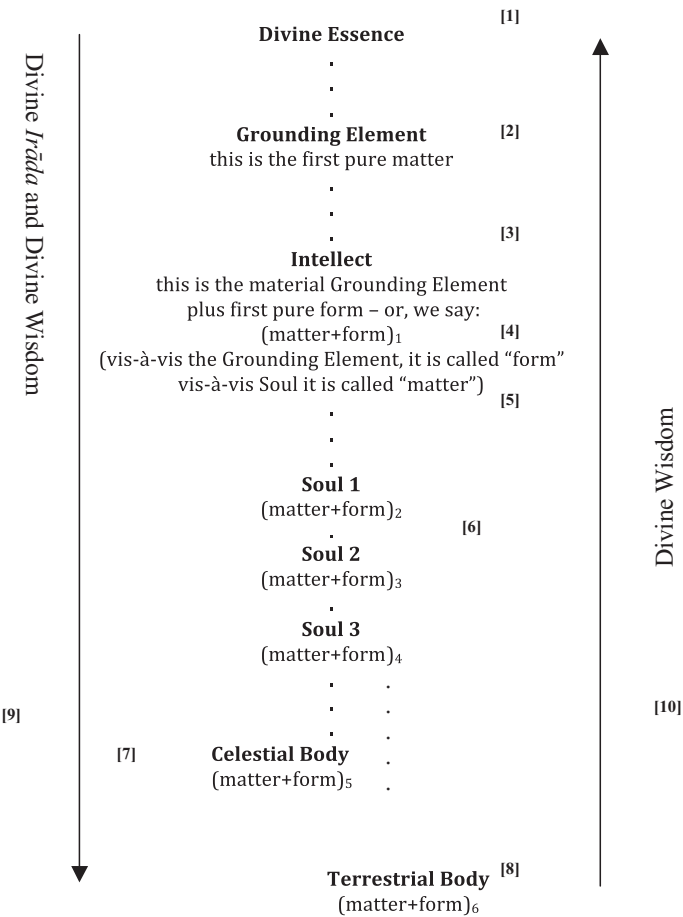 [1]
Divine Essence
Divine Irāda and Divine Wisdom
Grounding Element [2]
this is the first pure matter
[3]
Intellect
this is the material Grounding Element
plus first pure form – or, we say:
(matter+form)₁ [4]
(vis-à-vis the Grounding Element, it is called “form”
vis-à-vis Soul it is called “matter”)
[5]
Divine Wisdom
Soul 1
(matter+form)₂
[6]
Soul 2
(matter+form)₃
Soul 3
(matter+form)₄
[9]
[10]
[7] Celestial Body
(matter+form)₅
Terrestrial Body [8]
(matter+form)₆